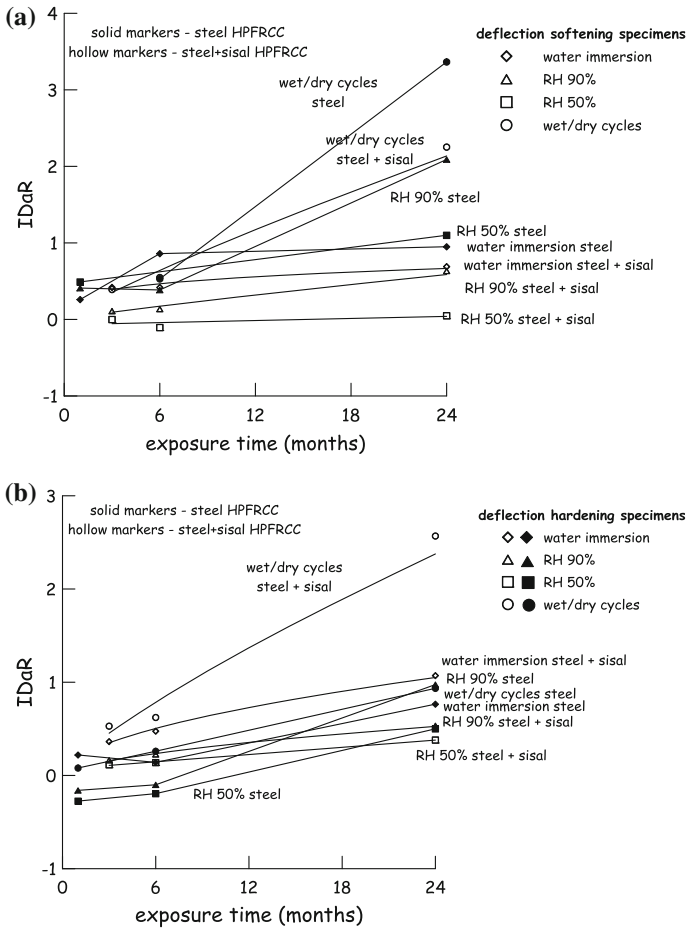 (a)
4
solid markers - steel HPFRCC
hollow markers - steel+sisal HPFRCC
deflection softening specimens
water immersion
RH 90%
RH 50%
wet/dry cycles
wet/dry cycles
steel
3
wet/dry cycles
steel + sisal
2
RH 90% steel
IDaR
RH 50% steel
1
water immersion steel
water immersion steel + sisal
RH 90% steel + sisal
0
RH 50% steel + sisal
-1
0
6
12
18
24
exposure time (months)
(b)
3
solid markers - steel HPFRCC
hollow markers - steel+sisal HPFRCC
deflection hardening specimens
water immersion
RH 90%
RH 50%
wet/dry cycles
wet/dry cycles
steel + sisal
2
IDaR
water immersion steel + sisal
RH 90% steel
1
wet/dry cycles steel
water immersion steel
RH 90% steel + sisal
RH 50% steel + sisal
0
RH 50% steel
-1
0
6
12
18
24
exposure time (months)